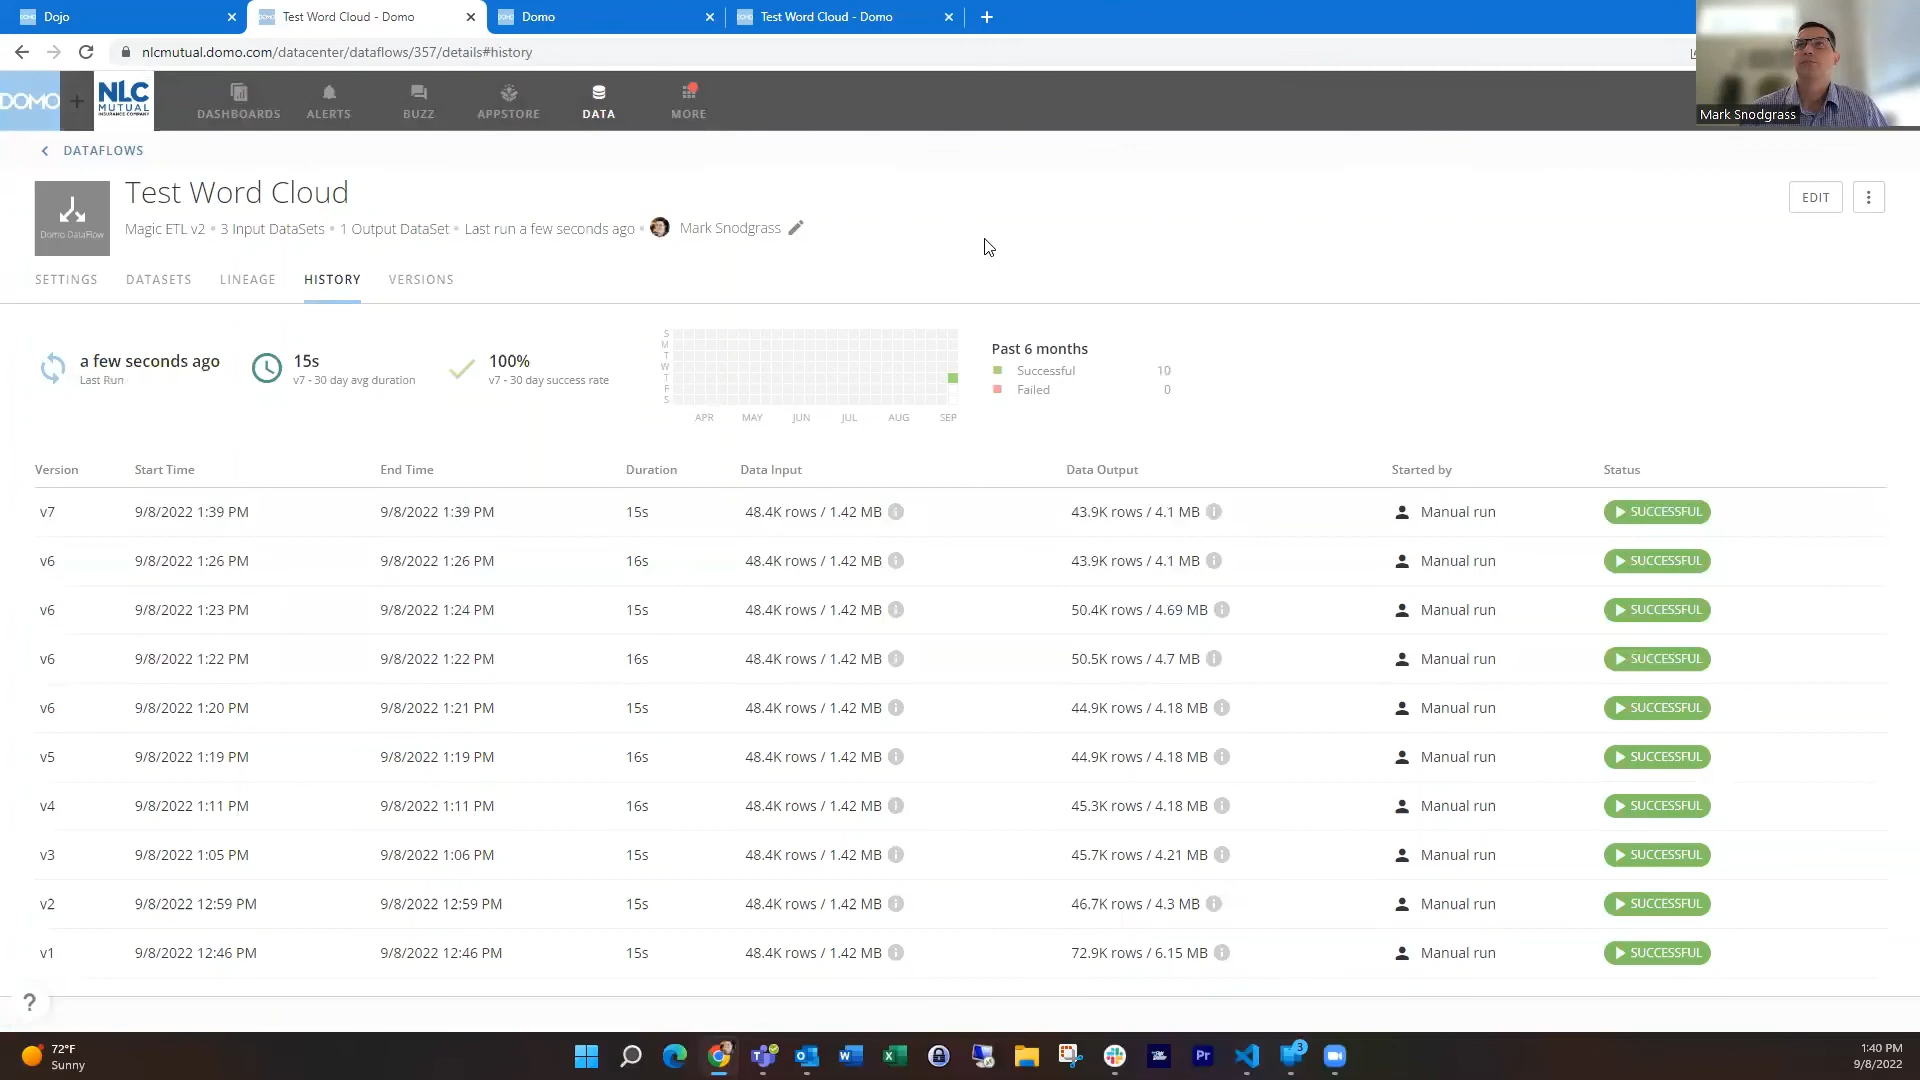 Dojo
Test Word Cloud - Domo
Domo
Test Word Cloud - Domo
nlcmutual.domo.com/datacenter/dataflows/357/details#history
DOMO
NLC
MUTUAL
INSURANCE COMPANY
DASHBOARDS
ALERTS
BUZZ
APPSTORE
DATA
MORE
Mark Snodgrass
DATAFLOWS
Domo DataFlow
Test Word Cloud
Magic ETL v2 • 3 Input DataSets • 1 Output DataSet • Last run a few seconds ago • Mark Snodgrass
EDIT
SETTINGS DATASETS LINEAGE HISTORY VERSIONS
a few seconds ago
Last Run
15s
v7 - 30 day avg duration
100%
v7 - 30 day success rate
S
M
T
W
T
F
S
APR MAY JUN JUL AUG SEP
Past 6 months
Successful 10
Failed 0
Version Start Time End Time Duration Data Input Data Output Started by Status
v7 9/8/2022 1:39 PM 9/8/2022 1:39 PM 15s 48.4K rows / 1.42 MB 43.9K rows / 4.1 MB Manual run SUCCESSFUL
v6 9/8/2022 1:26 PM 9/8/2022 1:26 PM 16s 48.4K rows / 1.42 MB 43.9K rows / 4.1 MB Manual run SUCCESSFUL
v6 9/8/2022 1:23 PM 9/8/2022 1:24 PM 15s 48.4K rows / 1.42 MB 50.4K rows / 4.69 MB Manual run SUCCESSFUL
v6 9/8/2022 1:22 PM 9/8/2022 1:22 PM 16s 48.4K rows / 1.42 MB 50.5K rows / 4.7 MB Manual run SUCCESSFUL
v6 9/8/2022 1:20 PM 9/8/2022 1:21 PM 15s 48.4K rows / 1.42 MB 44.9K rows / 4.18 MB Manual run SUCCESSFUL
v5 9/8/2022 1:19 PM 9/8/2022 1:19 PM 16s 48.4K rows / 1.42 MB 44.9K rows / 4.18 MB Manual run SUCCESSFUL
v4 9/8/2022 1:11 PM 9/8/2022 1:11 PM 16s 48.4K rows / 1.42 MB 45.3K rows / 4.18 MB Manual run SUCCESSFUL
v3 9/8/2022 1:05 PM 9/8/2022 1:06 PM 15s 48.4K rows / 1.42 MB 45.7K rows / 4.21 MB Manual run SUCCESSFUL
v2 9/8/2022 12:59 PM 9/8/2022 12:59 PM 15s 48.4K rows / 1.42 MB 46.7K rows / 4.3 MB Manual run SUCCESSFUL
v1 9/8/2022 12:46 PM 9/8/2022 12:46 PM 15s 48.4K rows / 1.42 MB 72.9K rows / 6.15 MB Manual run SUCCESSFUL
?
72°F
Sunny
Pr
3
1:40 PM
9/8/2022